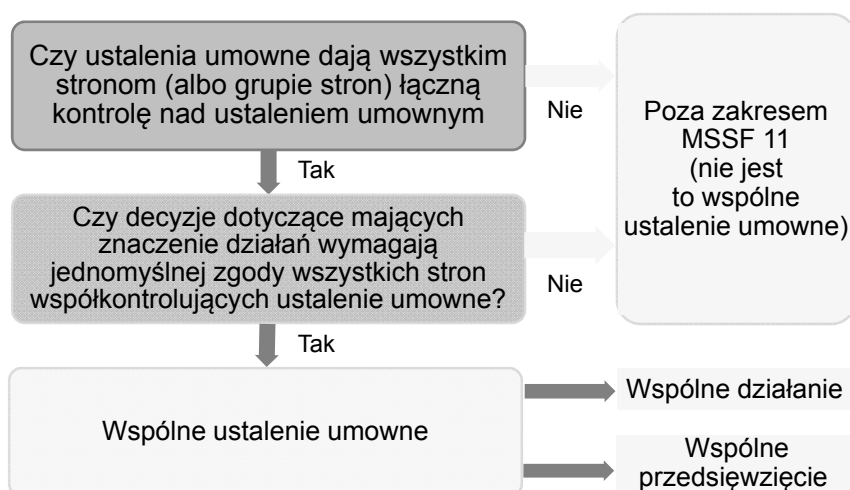 Czy ustalenia umowne dają wszystkim
stronom (albo grupie stron) łączną
kontrolę nad ustaleniem umownym
Nie
Poza zakresem
MSSF 11
(nie jest
to wspólne
ustalenie umowne)
Tak
Czy decyzje dotyczące mających
znaczenie działań wymagają
jednomyślnej zgody wszystkich stron
współkontrolujących ustalenie umowne?
Nie
Tak
Wspólne ustalenie umowne
Wspólne działanie
Wspólne
przedsięwzięcie